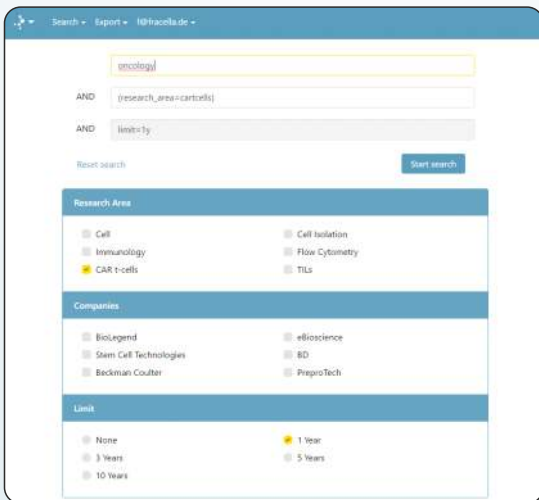 Search Export f@fracella.de
oncology
AND (research_area=cartcells)
AND limit=1y
Reset search Start search
Research Area
Cell Cell Isolation
Immunology Flow Cytometry
CAR t-cells TILs
Companies
BioLegend eBioscience
Stem Cell Technologies BD
Beckman Coulter PreproTech
Limit
None 1 Year
3 Years 5 Years
10 Years